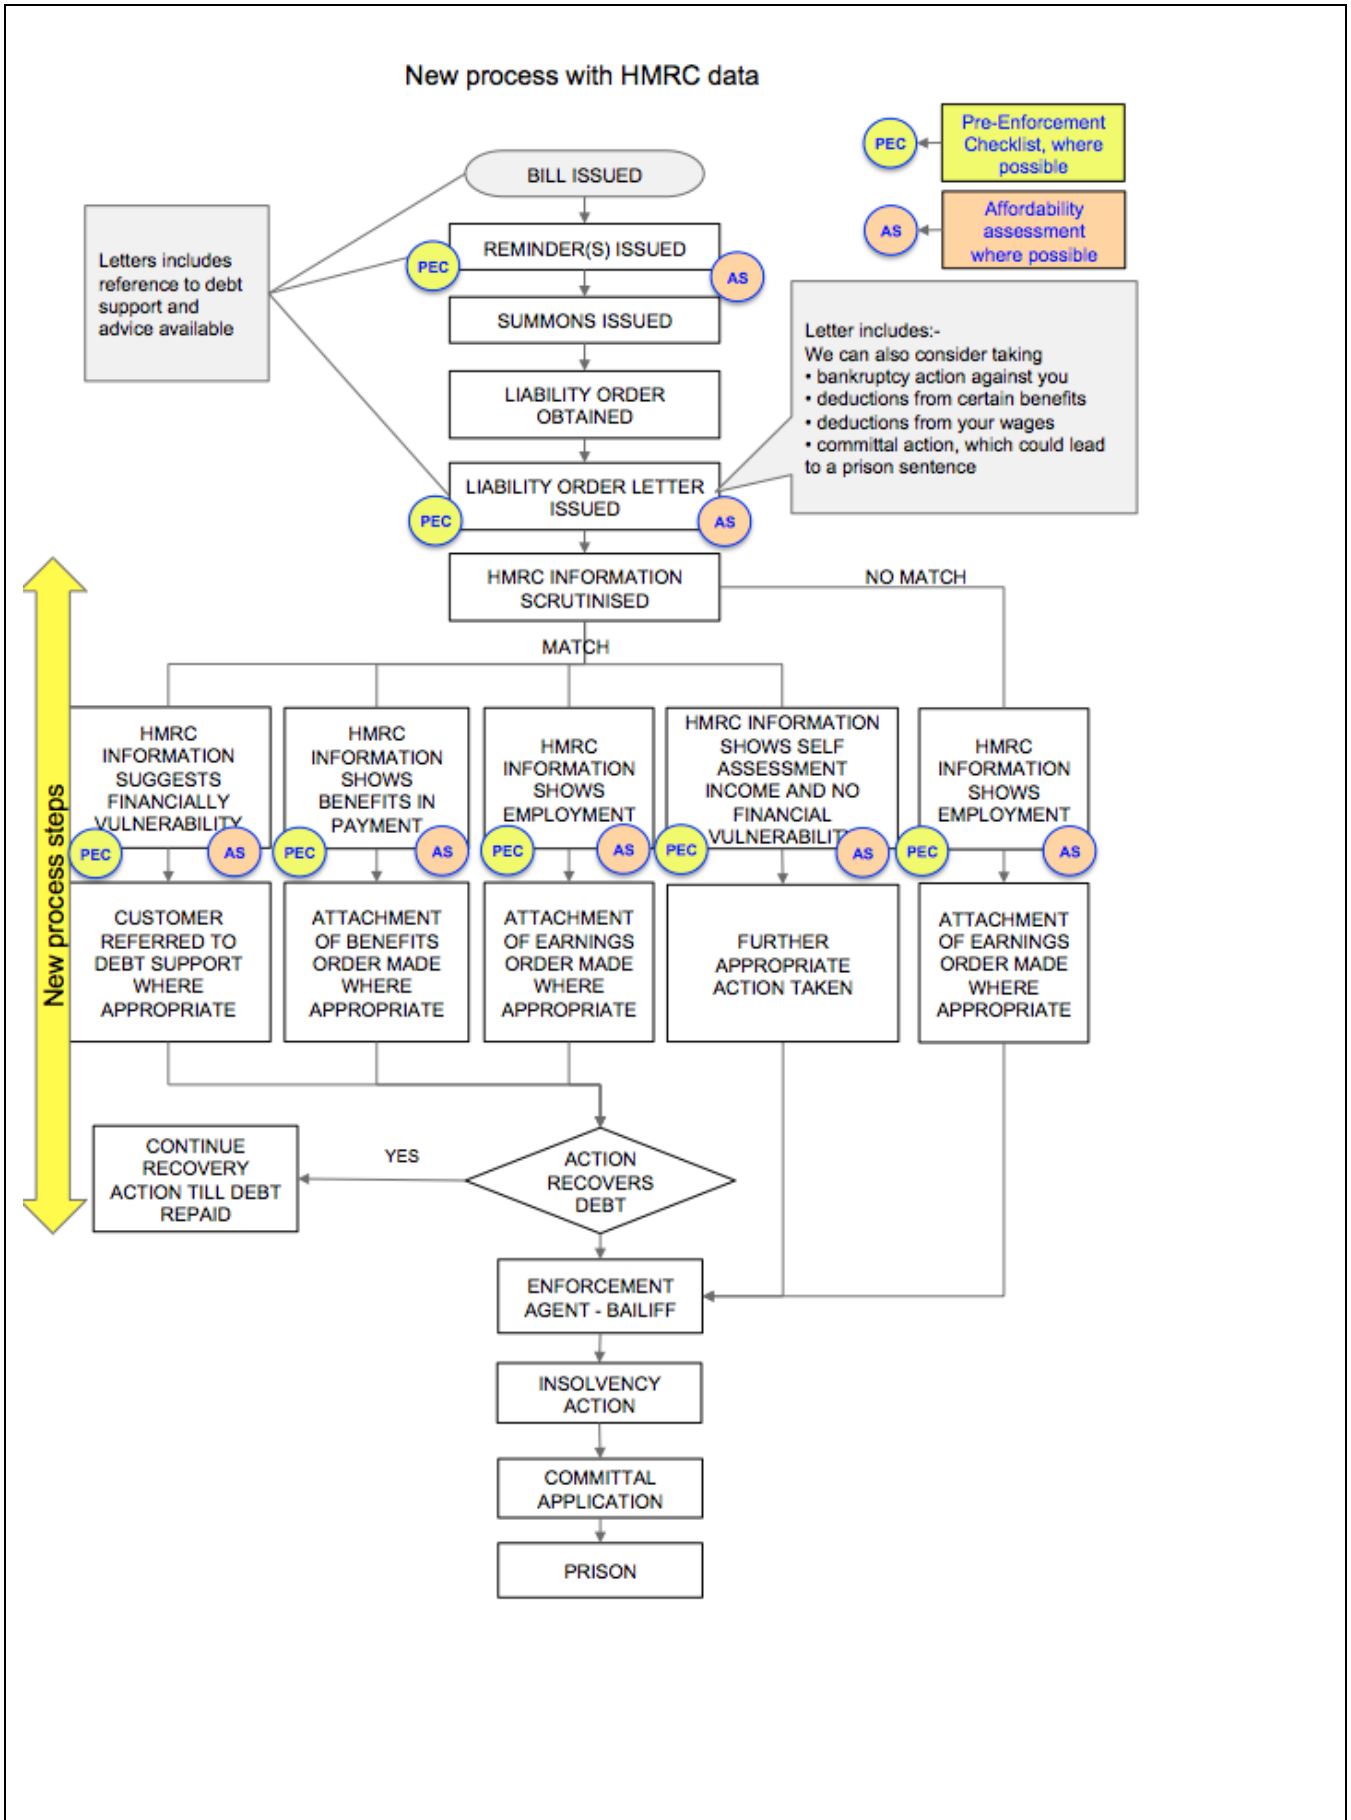 New process with HMRC data
PEC
Pre-Enforcement
Checklist, where
possible
AS
Affordability
assessment
where possible
BILL ISSUED
Letters includes
reference to debt
support and
advice available
REMINDER(S) ISSUED
PEC
AS
SUMMONS ISSUED
LIABILITY ORDER
OBTAINED
Letter includes:-
We can also consider taking
• bankruptcy action against you
• deductions from certain benefits
• deductions from your wages
• committal action, which could lead
to a prison sentence
LIABILITY ORDER LETTER
ISSUED
PEC
AS
HMRC INFORMATION
SCRUTINISED
NO MATCH
MATCH
New process steps
HMRC
INFORMATION
SUGGESTS
FINANCIALLY
VULNERABILITY
PEC
AS
HMRC
INFORMATION
SHOWS
BENEFITS IN
PAYMENT
PEC
AS
HMRC
INFORMATION
SHOWS
EMPLOYMENT
PEC
AS
HMRC INFORMATION
SHOWS SELF
ASSESSMENT
INCOME AND NO
FINANCIAL
VULNERABILITY
PEC
AS
HMRC
INFORMATION
SHOWS
EMPLOYMENT
PEC
AS
CUSTOMER
REFERRED TO
DEBT SUPPORT
WHERE
APPROPRIATE
ATTACHMENT
OF BENEFITS
ORDER MADE
WHERE
APPROPRIATE
ATTACHMENT
OF EARNINGS
ORDER MADE
WHERE
APPROPRIATE
FURTHER
APPROPRIATE
ACTION TAKEN
ATTACHMENT
OF EARNINGS
ORDER MADE
WHERE
APPROPRIATE
CONTINUE
RECOVERY
ACTION TILL DEBT
REPAID
YES
ACTION
RECOVERS
DEBT
ENFORCEMENT
AGENT - BAILIFF
INSOLVENCY
ACTION
COMMITTAL
APPLICATION
PRISON